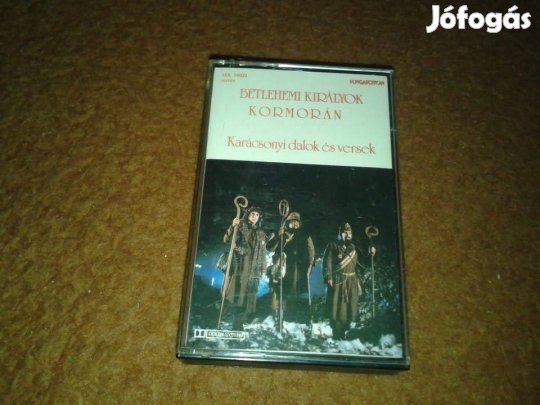 Jófogás
HUNGAROTON
BETLEHEMI KIRÁLYOK
KORMORÁN
Karácsonyi dalok és versek